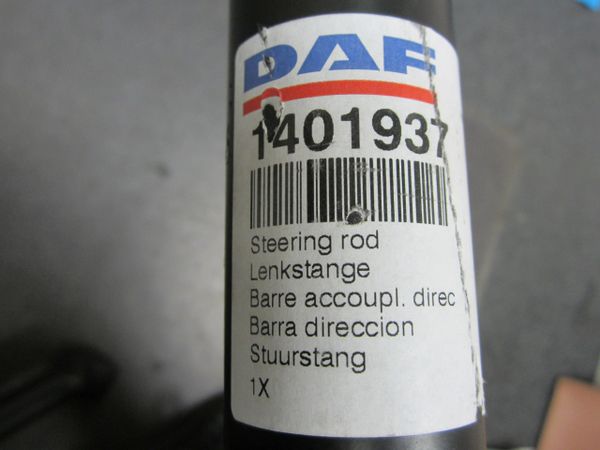 DAF
1401937
Steering rod
Lenkstange
Barre accoupl. direc
Barra direccion
Stuurstang
1X